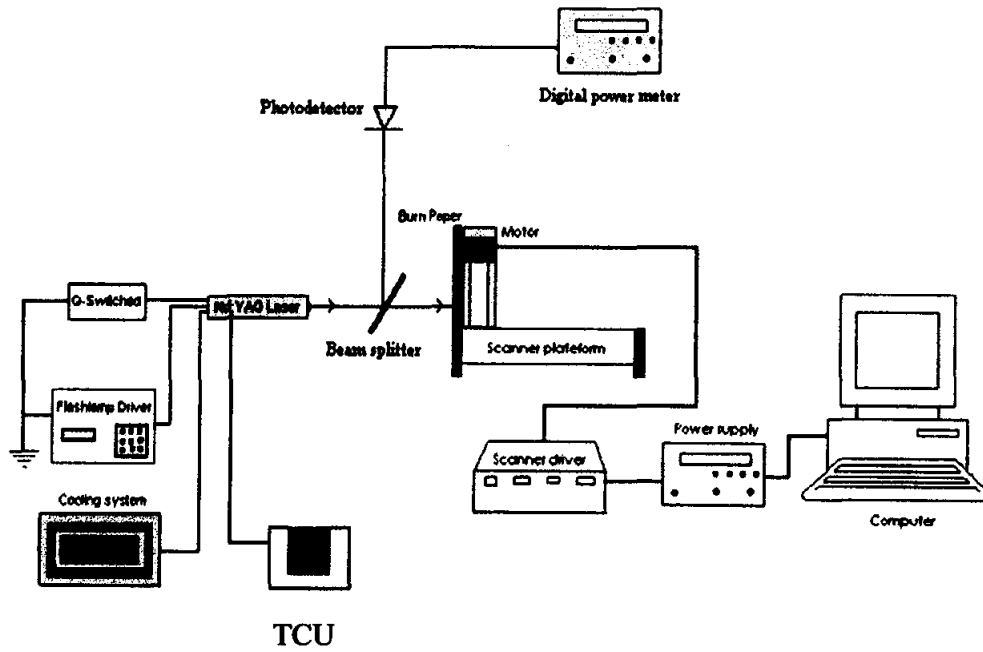 Digital power meter
Photodetector
Burn Paper
Motor
Q-Switched
Nd:YAG Laser
Beam splitter
Scanner plateform
Flashlamp Driver
Power supply
Scanner driver
Cooling system
Computer
TCU